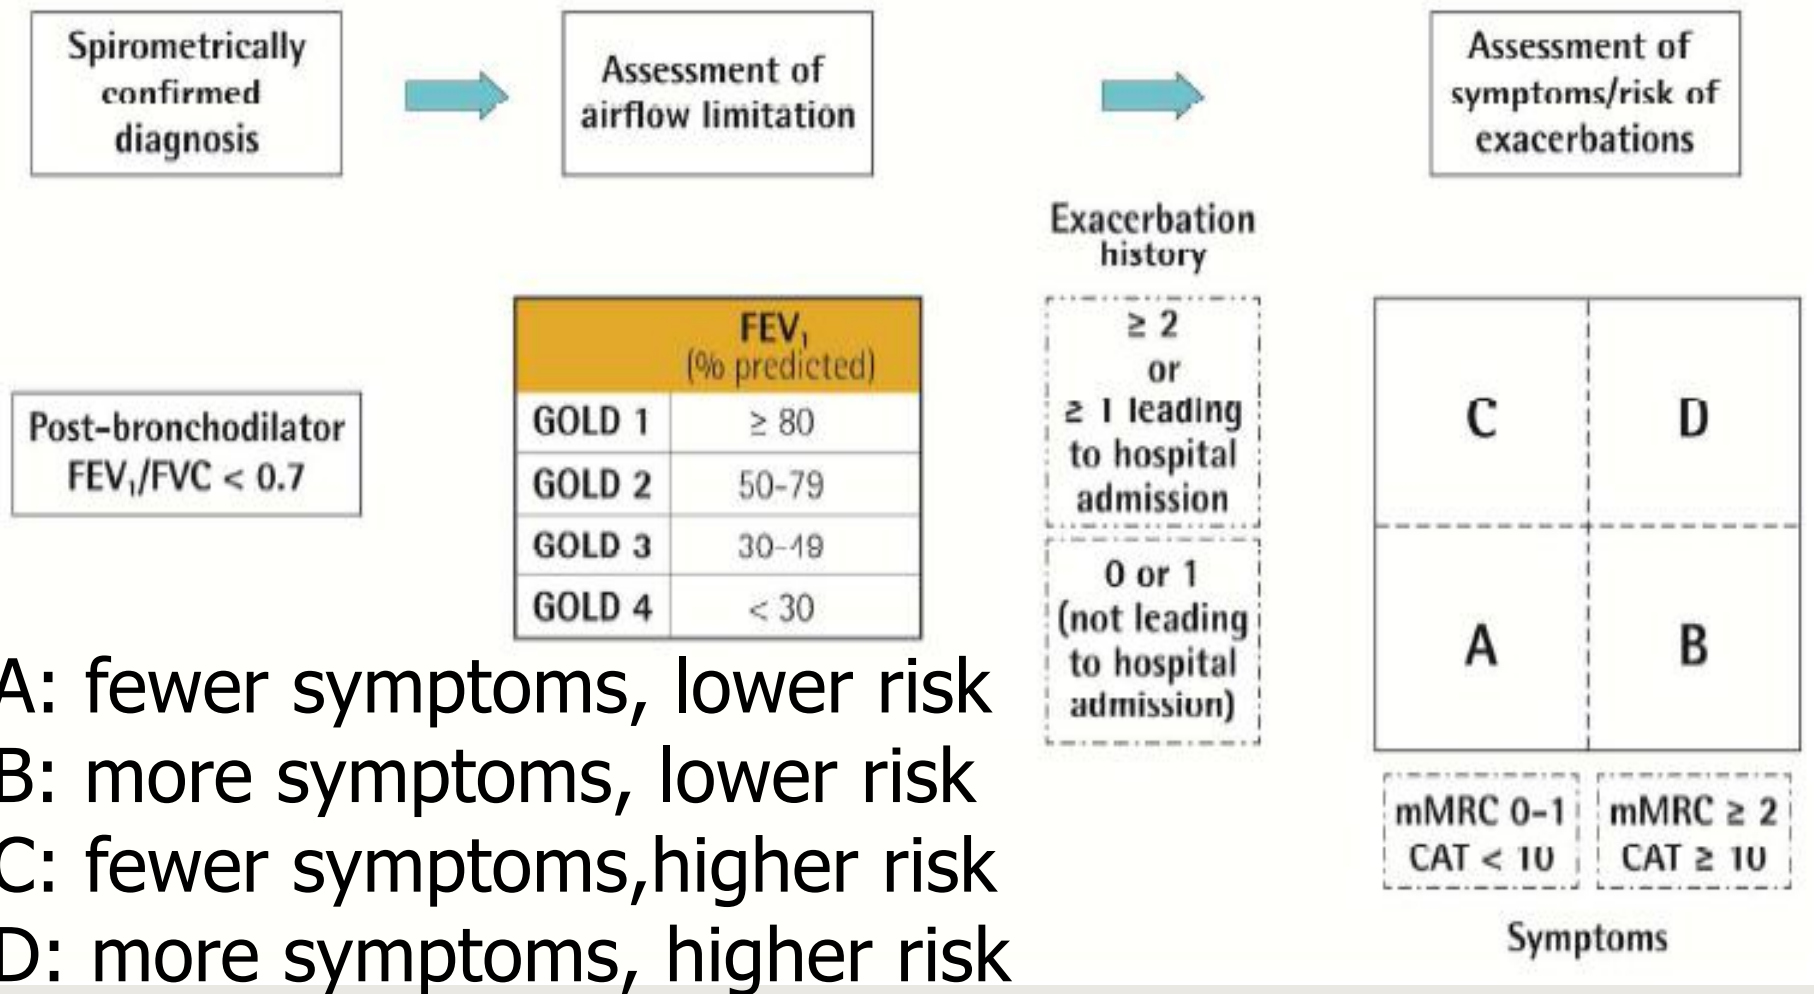 Spirometrically
confirmed
diagnosis
Assessment of
airflow limitation
Assessment of
symptoms/risk of
exacerbations
Post-bronchodilator
FEV₁/FVC < 0.7
FEV₁
(% predicted)
GOLD 1 ≥ 80
GOLD 2 50-79
GOLD 3 30-49
GOLD 4 < 30
Exacerbation
history
≥ 2
or
≥ 1 leading
to hospital
admission
0 or 1
(not leading
to hospital
admission)
C D
A B
mMRC 0-1
CAT < 10
mMRC ≥ 2
CAT ≥ 10
Symptoms
A: fewer symptoms, lower risk
B: more symptoms, lower risk
C: fewer symptoms,higher risk
D: more symptoms, higher risk